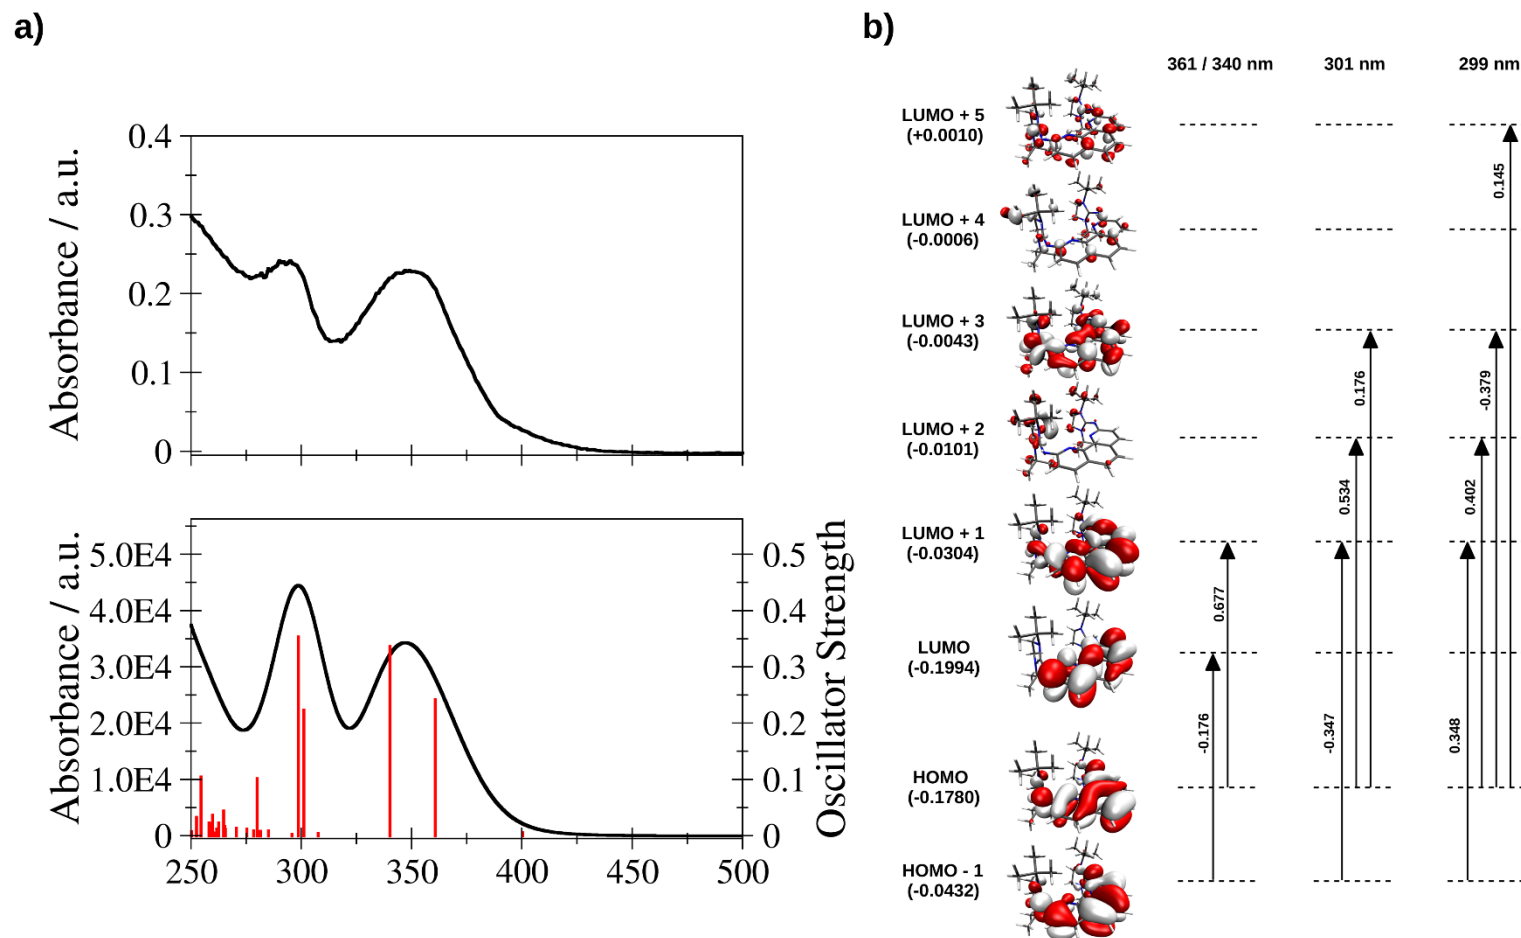 a)
Absorbance / a.u.
0.4
0.3
0.2
0.1
0
Absorbance / a.u.
5.0E4
4.0E4
3.0E4
2.0E4
1.0E4
0
0.5
0.4
0.3
0.2
0.1
0
Oscillator Strength
250
300
350
400
450
500
b)
361 / 340 nm
301 nm
299 nm
LUMO + 5
(+0.0010)
LUMO + 4
(-0.0006)
LUMO + 3
(-0.0043)
LUMO + 2
(-0.0101)
LUMO + 1
(-0.0304)
LUMO
(-0.1994)
HOMO
(-0.1780)
HOMO - 1
(-0.0432)
-0.176
0.677
-0.347
0.534
0.176
0.348
0.402
-0.379
0.145